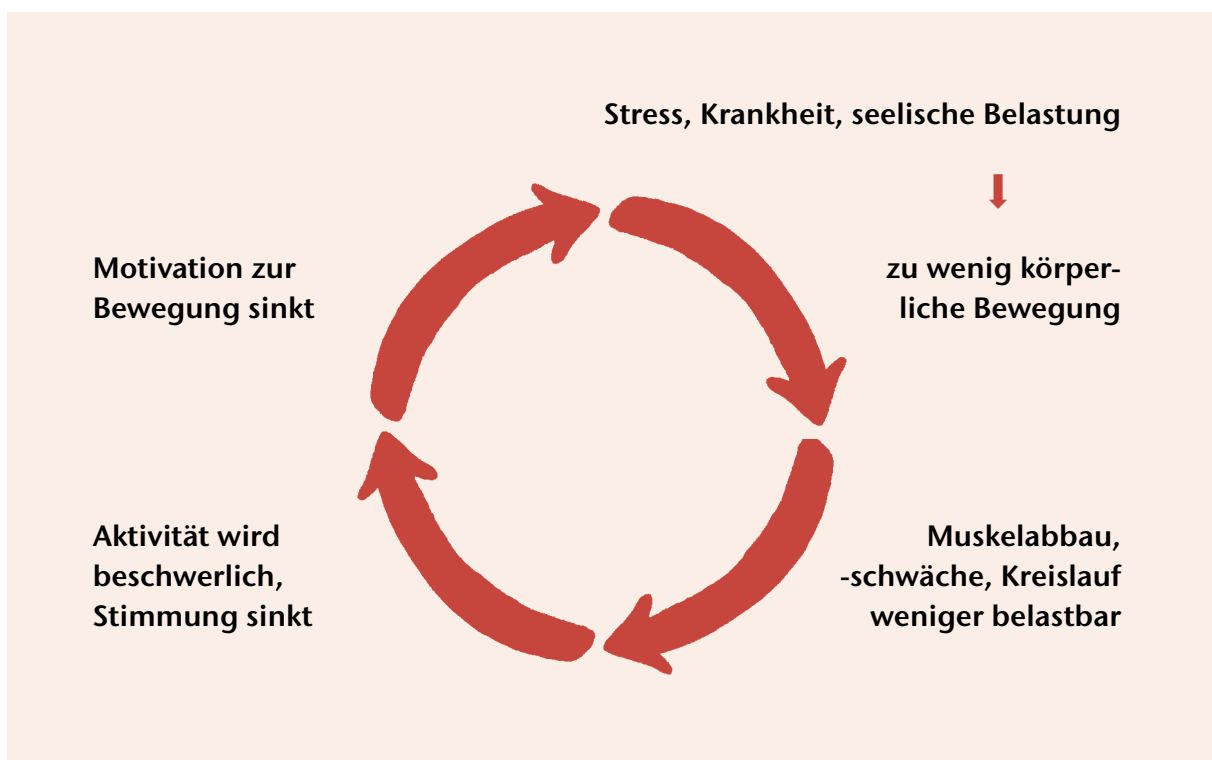 Stress, Krankheit, seelische Belastung
zu wenig körper-
liche Bewegung
Muskelabbau,
-schwäche, Kreislauf
weniger belastbar
Aktivität wird
beschwerlich,
Stimmung sinkt
Motivation zur
Bewegung sinkt